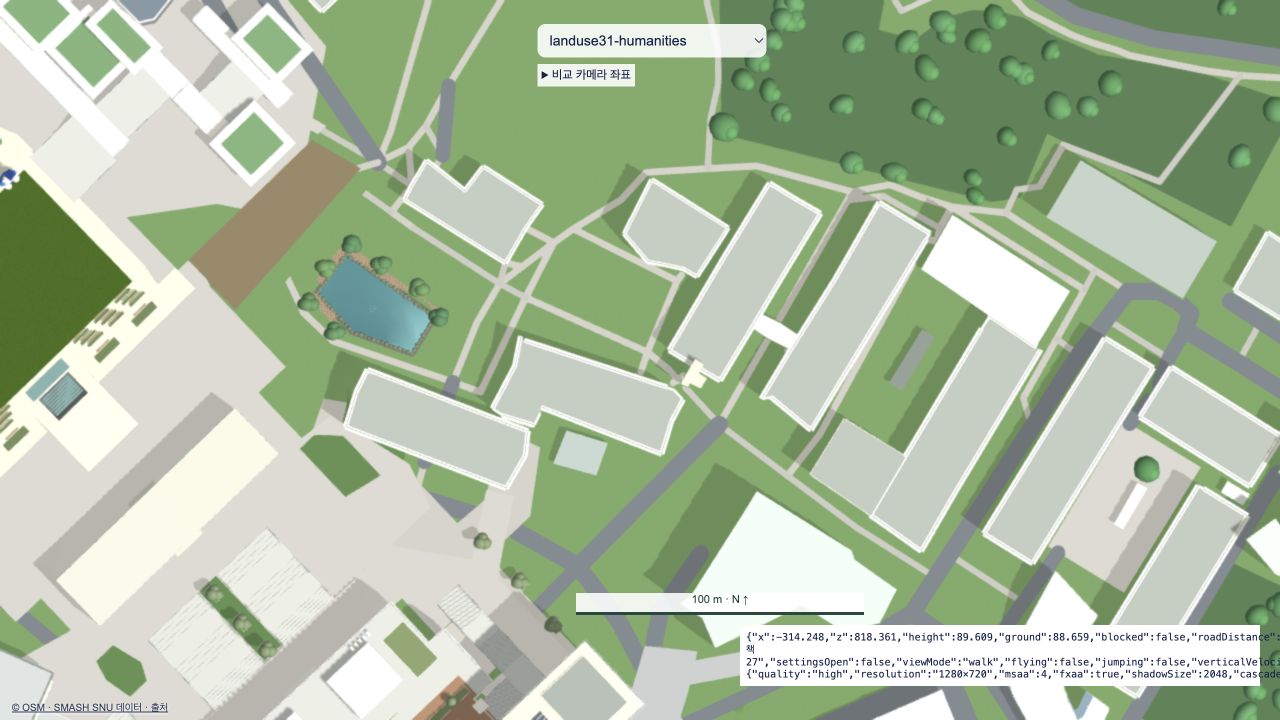 landuse31-humanities
▶ 비교 카메라 좌표
100 m · N ↑
{"x":−314.248,"z":818.361,"height":89.609,"ground":88.659,"blocked":false,"roadDistance":
책
27","settingsOpen":false,"viewMode":"walk","flying":false,"jumping":false,"verticalVeloci
{"quality":"high","resolution":"1280×720","msaa":4,"fxaa":true,"shadowSize":2048,"cascade
© OSM · SMASH SNU 데이터 · 출처